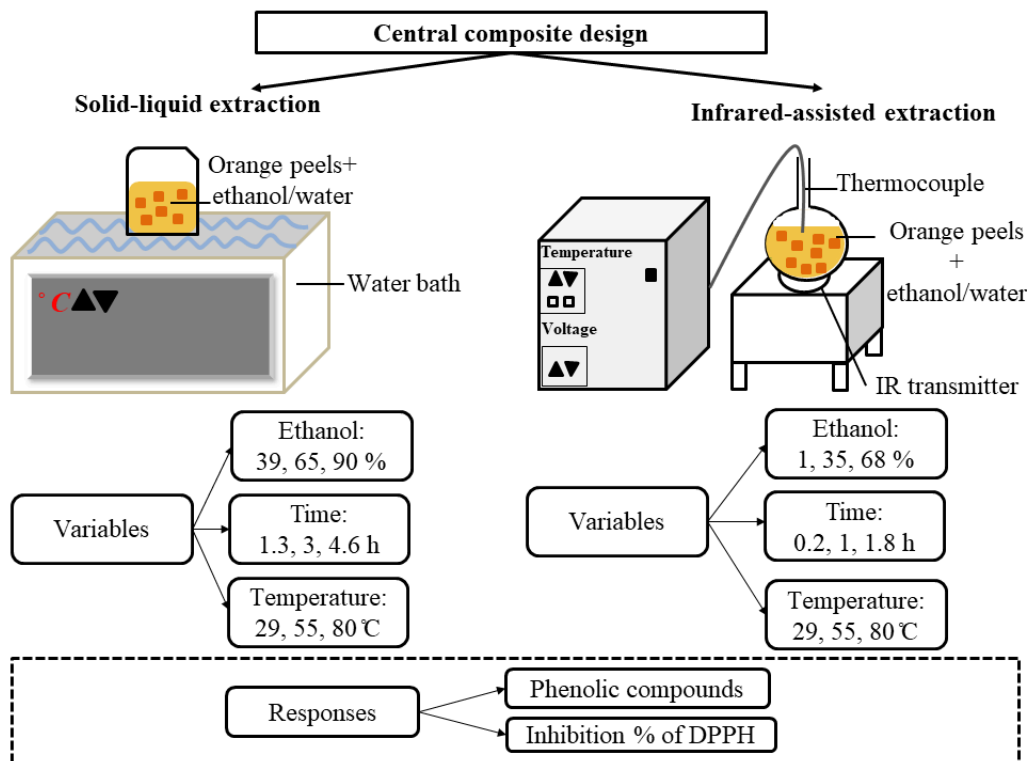 Central composite design
Solid-liquid extraction
Orange peels+
ethanol/water
Water bath
°C
Infrared-assisted extraction
Thermocouple
Orange peels
+
ethanol/water
Temperature
Voltage
IR transmitter
Variables
Ethanol:
39, 65, 90 %
Time:
1.3, 3, 4.6 h
Temperature:
29, 55, 80 ℃
Variables
Ethanol:
1, 35, 68 %
Time:
0.2, 1, 1.8 h
Temperature:
29, 55, 80 ℃
Responses
Phenolic compounds
Inhibition % of DPPH